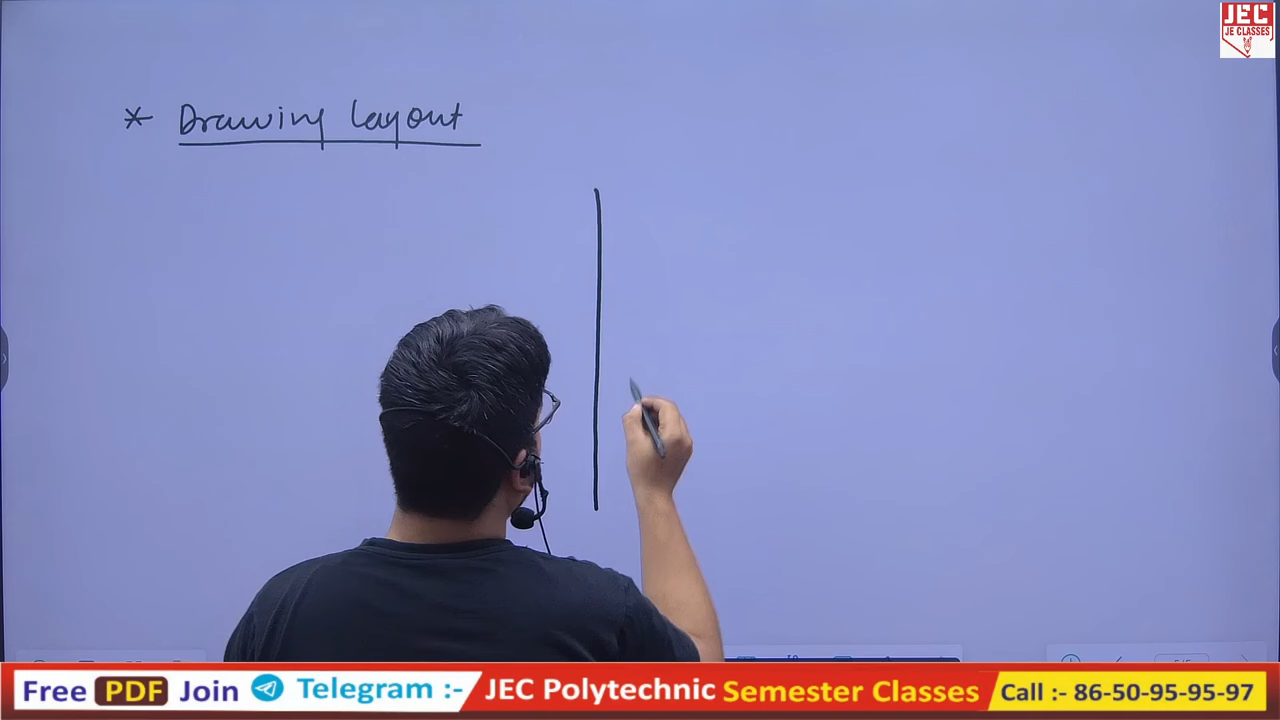 JEC
JE CLASSES
* Drawing layout
Free PDF Join Telegram :- JEC Polytechnic Semester Classes Call :- 86-50-95-95-97